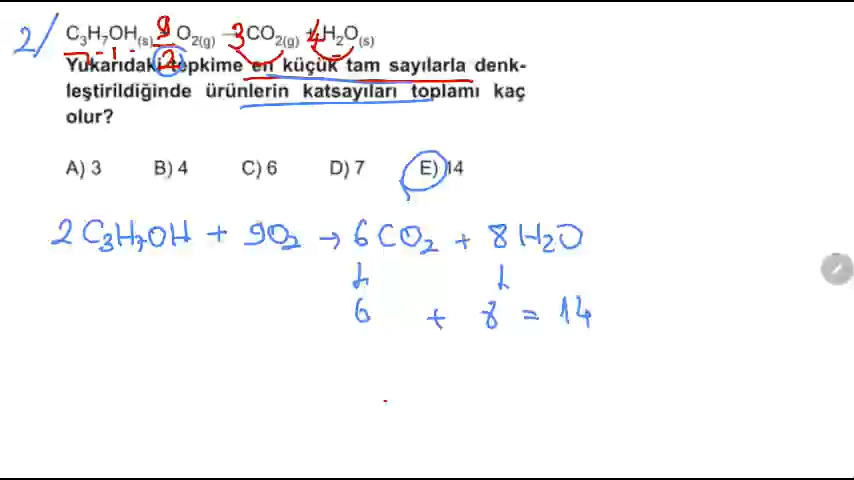 2/ C₃H₇OH(s) + 9/2 O₂(g) → 3CO₂(g) + 4H₂O(s)
Yukarıdaki tepkime en küçük tam sayılarla denk-
leştirildiğinde ürünlerin katsayıları toplamı kaç
olur?
A) 3 B) 4 C) 6 D) 7 E) 14
2C₃H₇OH + 9O₂ → 6CO₂ + 8H₂O
6 + 8 = 14